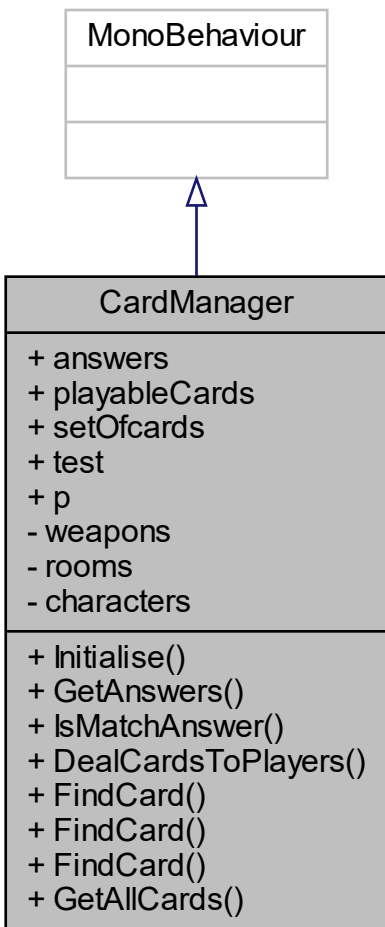 MonoBehaviour
CardManager
+ answers
+ playableCards
+ setOfcards
+ test
+ p
- weapons
- rooms
- characters
+ Initialise()
+ GetAnswers()
+ IsMatchAnswer()
+ DealCardsToPlayers()
+ FindCard()
+ FindCard()
+ FindCard()
+ GetAllCards()